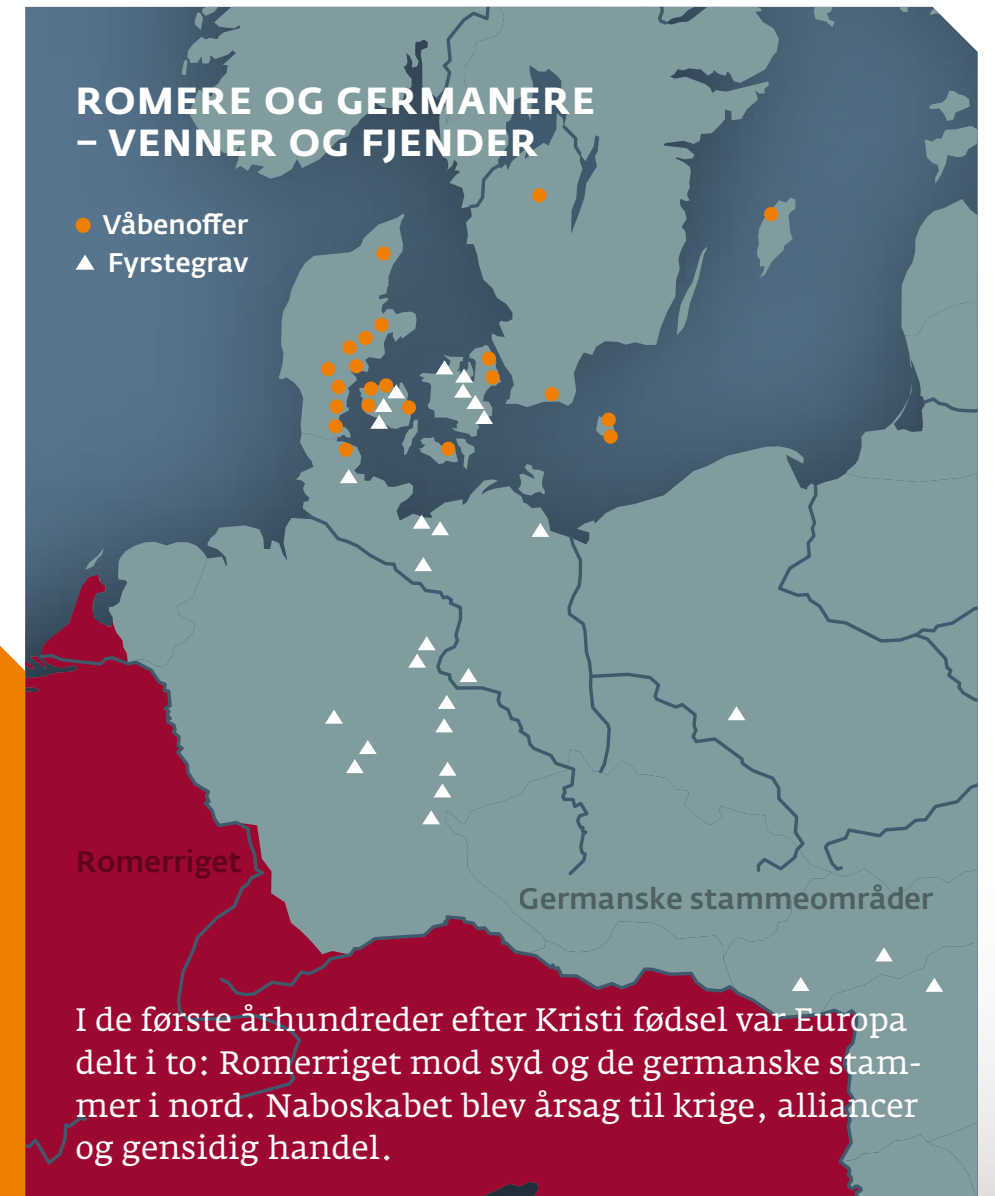 ROMERE OG GERMANERE
– VENNER OG FJENDER
Våbenoffer
Fyrstegrav
Romerriget
Germanske stammeområder
I de første århundreder efter Kristi fødsel var Europa
delt i to: Romerriget mod syd og de germanske stam-
mer i nord. Naboskabet blev årsag til krige, alliancer
og gensidig handel.